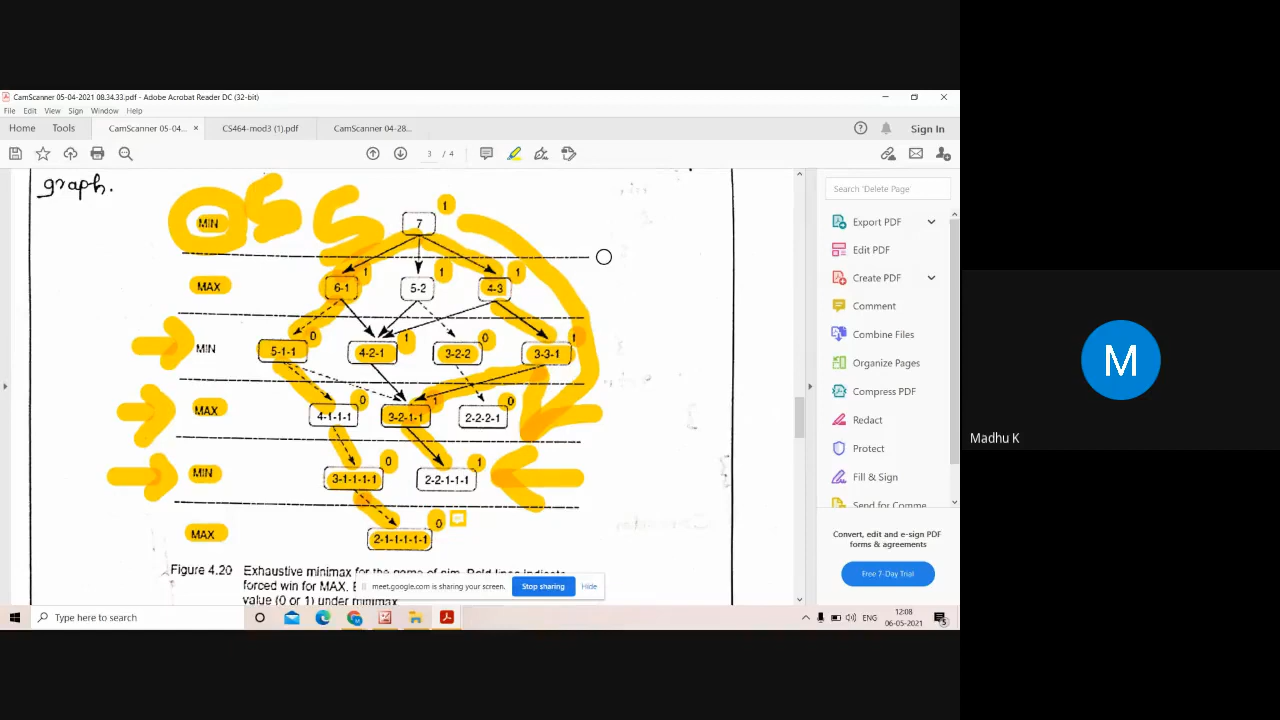 CamScanner 05-04-2021 08.34.33.pdf - Adobe Acrobat Reader DC (32-bit)
File Edit View Sign Window Help
Home Tools CamScanner 05-04... × CS464-mod3 (1).pdf CamScanner 04-28... Sign In
3 / 4
graph.
MIN 7 1
MAX 6-1 1 5-2 1 4-3 1
MIN 5-1-1 0 4-2-1 1 3-2-2 0 3-3-1 1
MAX 4-1-1-1 0 3-2-1-1 1 2-2-2-1 0
MIN 3-1-1-1-1 0 2-2-1-1-1 1
MAX 2-1-1-1-1-1 0
Figure 4.20 Exhaustive minimax for the game of nim. Bold lines indicate
forced win for MAX. E
value (0 or 1) under minimax
meet.google.com is sharing your screen. Stop sharing Hide
Search 'Delete Page'
Export PDF
Edit PDF
Create PDF
Comment
Combine Files
Organize Pages
Compress PDF
Redact
Protect
Fill & Sign
Send for Comme
Convert, edit and e-sign PDF
forms & agreements
Free 7-Day Trial
Type here to search
ENG
12:08
06-05-2021
5
M
Madhu K